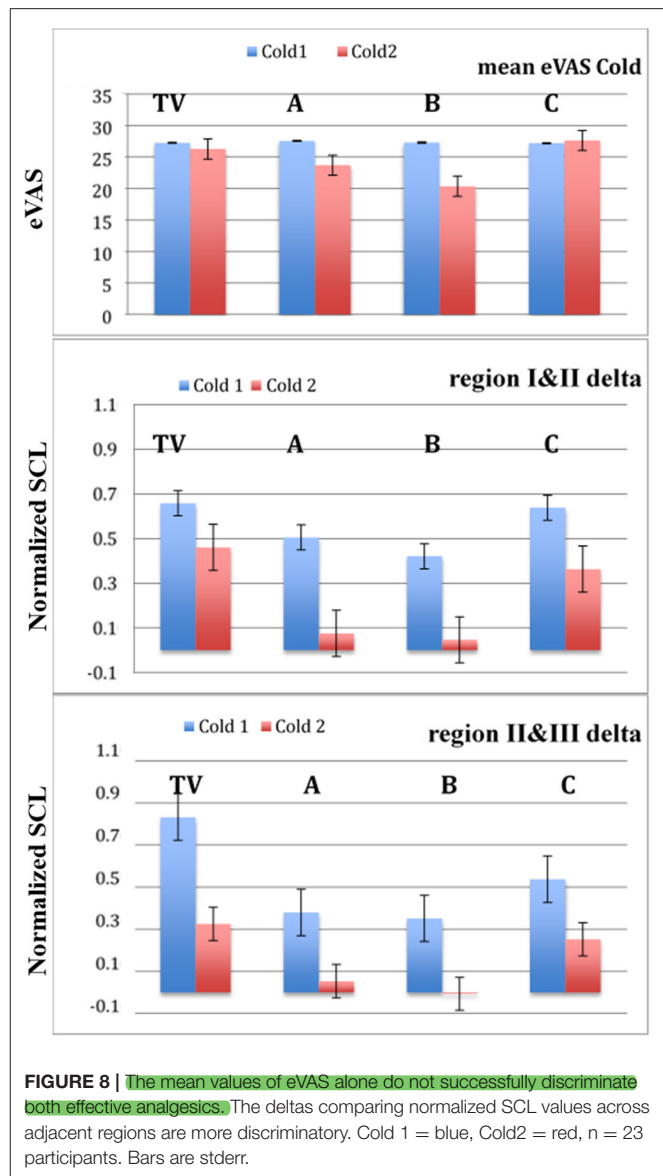 Cold1 Cold2
mean eVAS Cold
35
30
25
20
15
10
5
0
eVAS
TV A B C
Cold 1 Cold 2
region I&II delta
1.1
0.9
0.7
0.5
0.3
0.1
-0.1
Normalized SCL
TV A B C
Cold 1 Cold 2
region II&III delta
1.1
0.9
0.7
0.5
0.3
0.1
-0.1
Normalized SCL
TV A B C
FIGURE 8 | The mean values of eVAS alone do not successfully discriminate
both effective analgesics. The deltas comparing normalized SCL values across
adjacent regions are more discriminatory. Cold 1 = blue, Cold2 = red, n = 23
participants. Bars are stderr.